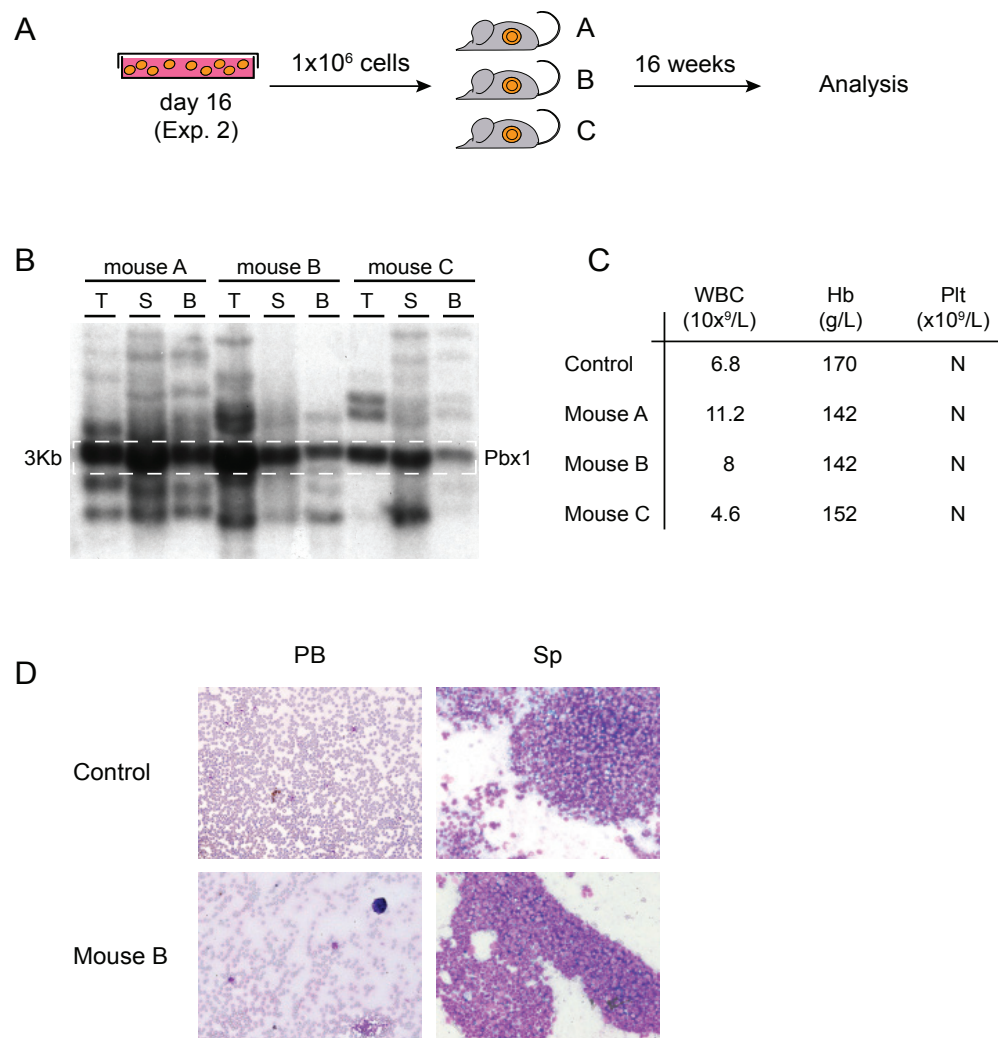 A
day 16
(Exp. 2)
1x10⁶ cells
A
B
C
16 weeks
Analysis
B
mouse A mouse B mouse C
T S B T S B T S B
3Kb
Pbx1
C
WBC Hb Plt
(10x⁹/L) (g/L) (x10⁹/L)
Control 6.8 170 N
Mouse A 11.2 142 N
Mouse B 8 142 N
Mouse C 4.6 152 N
D
PB Sp
Control
Mouse B